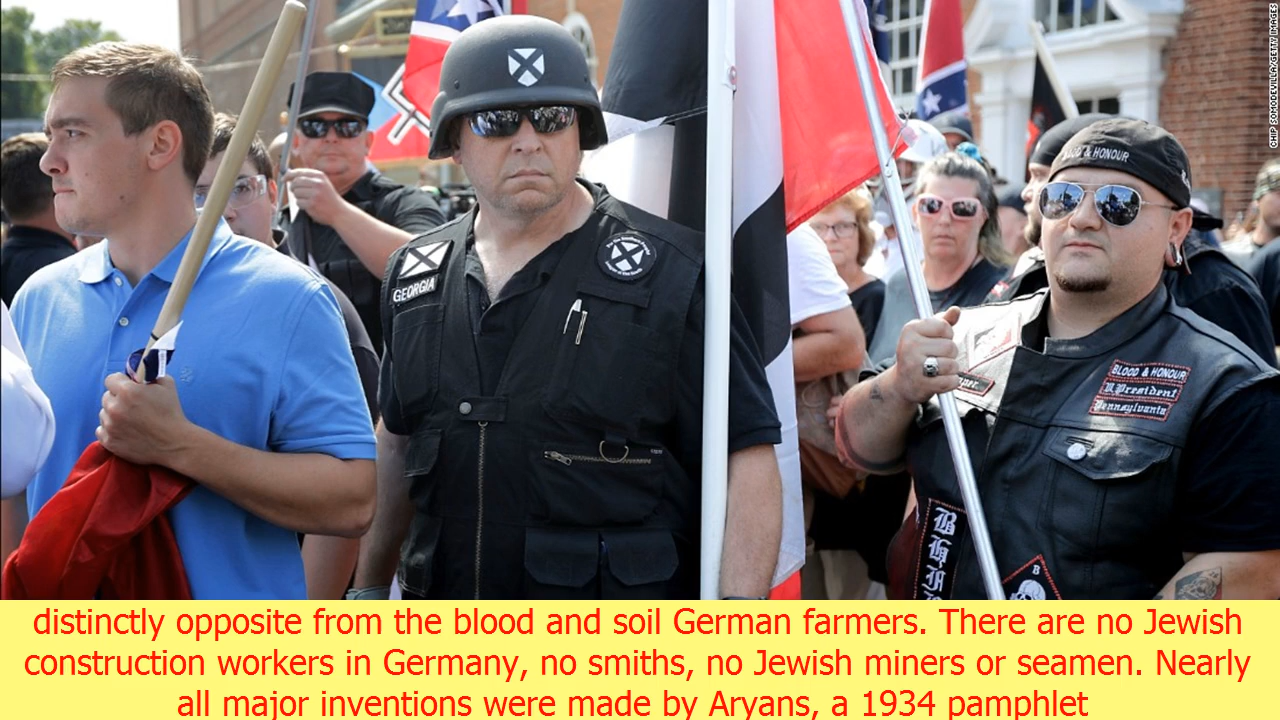 CHIP SOMODEVILLA/GETTY IMAGES
GEORGIA
BLOOD & HONOUR
BLOOD & HONOUR
V.President
Pennsylvania
distinctly opposite from the blood and soil German farmers. There are no Jewish
construction workers in Germany, no smiths, no Jewish miners or seamen. Nearly
all major inventions were made by Aryans, a 1934 pamphlet